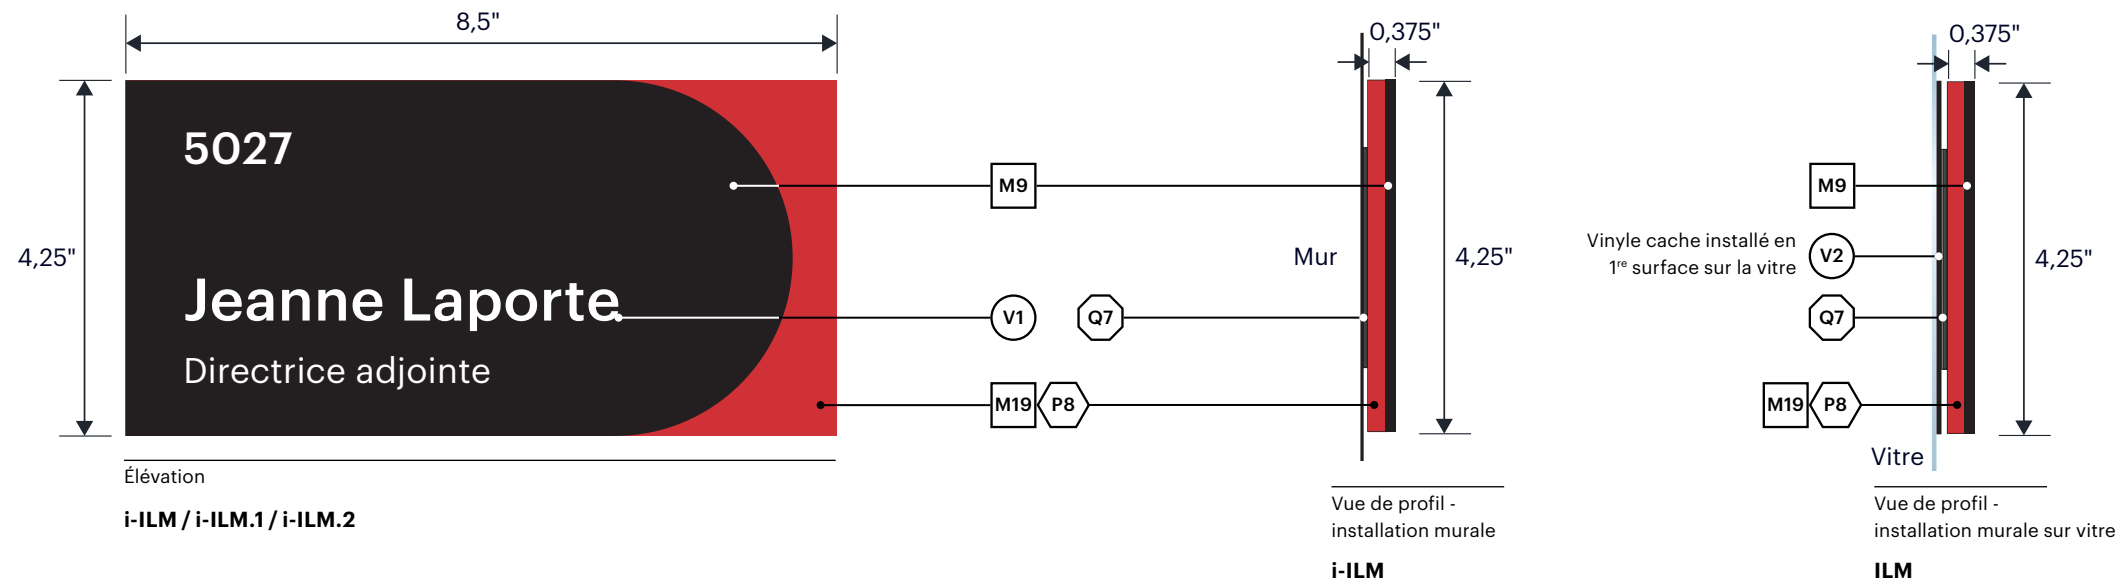 8,5"
4,25"
5027
Jeanne Laporte
Directrice adjointe
Élévation
i-ILM / i-ILM.1 / i-ILM.2
M9
V1
Q7
M19
P8
0,375"
Mur
4,25"
Vue de profil -
installation murale
i-ILM
0,375"
M9
Vinyle cache installé en
1re surface sur la vitre
V2
Q7
M19
P8
4,25"
Vitre
Vue de profil -
installation murale sur vitre
ILM